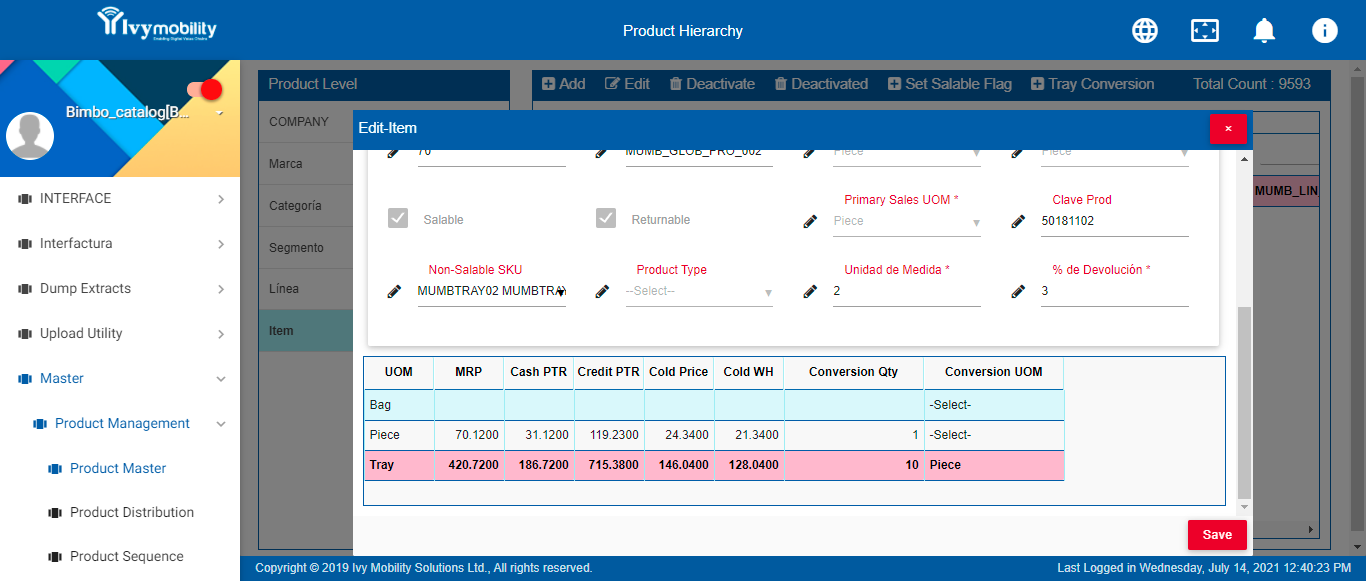 Ivymobility
Enabling Digital Value Chains
Product Hierarchy
Bimbo_catalog[B...
INTERFACE
Interfactura
Dump Extracts
Upload Utility
Master
Product Management
Product Master
Product Distribution
Product Sequence
Product Level
COMPANY
Marca
Categoría
Segmento
Línea
Item
Add Edit Deactivate Deactivated Set Salable Flag Tray Conversion Total Count : 9593
MUMB_LIN
Edit-Item ×
70 MUMB_GLOB_PRO_002 Piece Piece
Salable Returnable Primary Sales UOM * Clave Prod
Piece 50181102
Non-Salable SKU Product Type Unidad de Medida * % de Devolución *
MUMBTRAY02 MUMBTRAY --Select-- 2 3
UOM MRP Cash PTR Credit PTR Cold Price Cold WH Conversion Qty Conversion UOM
Bag -Select-
Piece 70.1200 31.1200 119.2300 24.3400 21.3400 1 -Select-
Tray 420.7200 186.7200 715.3800 146.0400 128.0400 10 Piece
Save
Copyright © 2019 Ivy Mobility Solutions Ltd., All rights reserved. Last Logged in Wednesday, July 14, 2021 12:40:23 PM